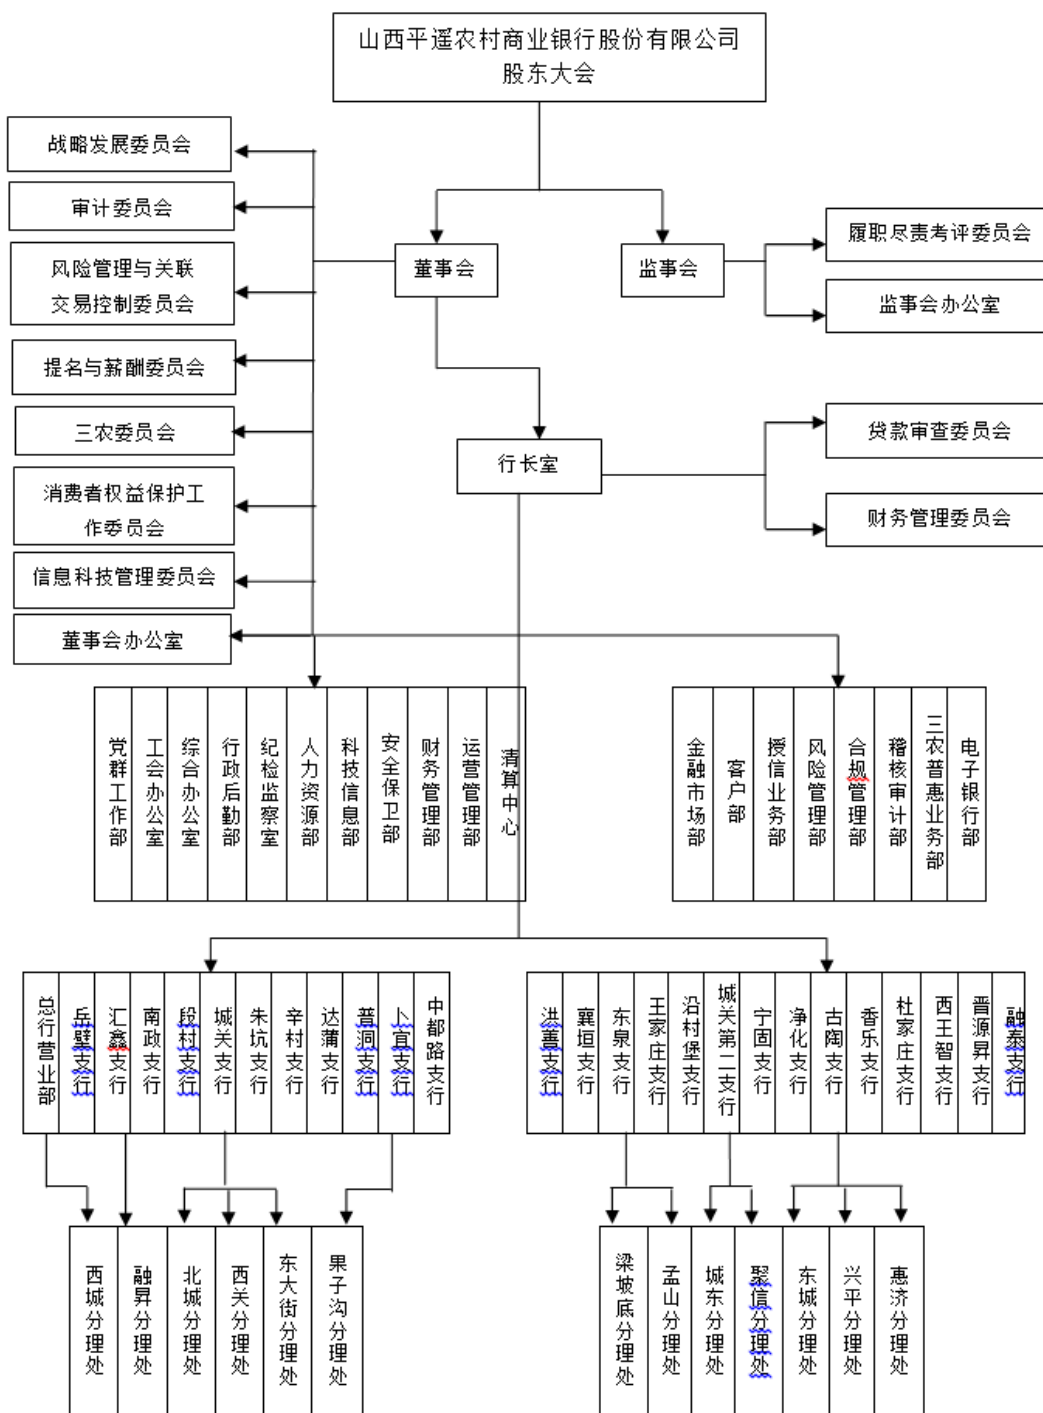 山西平遥农村商业银行股份有限公司
股东大会
战略发展委员会
审计委员会
风险管理与关联
交易控制委员会
提名与薪酬委员会
三农委员会
消费者权益保护工
作委员会
信息科技管理委员会
董事会办公室
董事会
监事会
履职尽责考评委员会
监事会办公室
行长室
贷款审查委员会
财务管理委员会
党群工作部
工会办公室
综合办公室
行政后勤部
纪检监察室
人力资源部
科技信息部
安全保卫部
财务管理部
运营管理部
清算中心
金融市场部
客户部
授信业务部
风险管理部
合规管理部
稽核审计部
三农普惠业务部
电子银行部
总行营业部
岳壁支行
汇鑫支行
南政支行
段村支行
城关支行
朱坑支行
辛村支行
达蒲支行
普洞支行
卜宜支行
中都路支行
洪善支行
襄垣支行
东泉支行
王家庄支行
沿村堡支行
城关第二支行
宁固支行
净化支行
古陶支行
香乐支行
杜家庄支行
西王智支行
晋源昇支行
融泰支行
西城分理处
融昇分理处
北城分理处
西关分理处
东大街分理处
果子沟分理处
梁坡底分理处
孟山分理处
城东分理处
聚信分理处
东城分理处
兴平分理处
惠济分理处